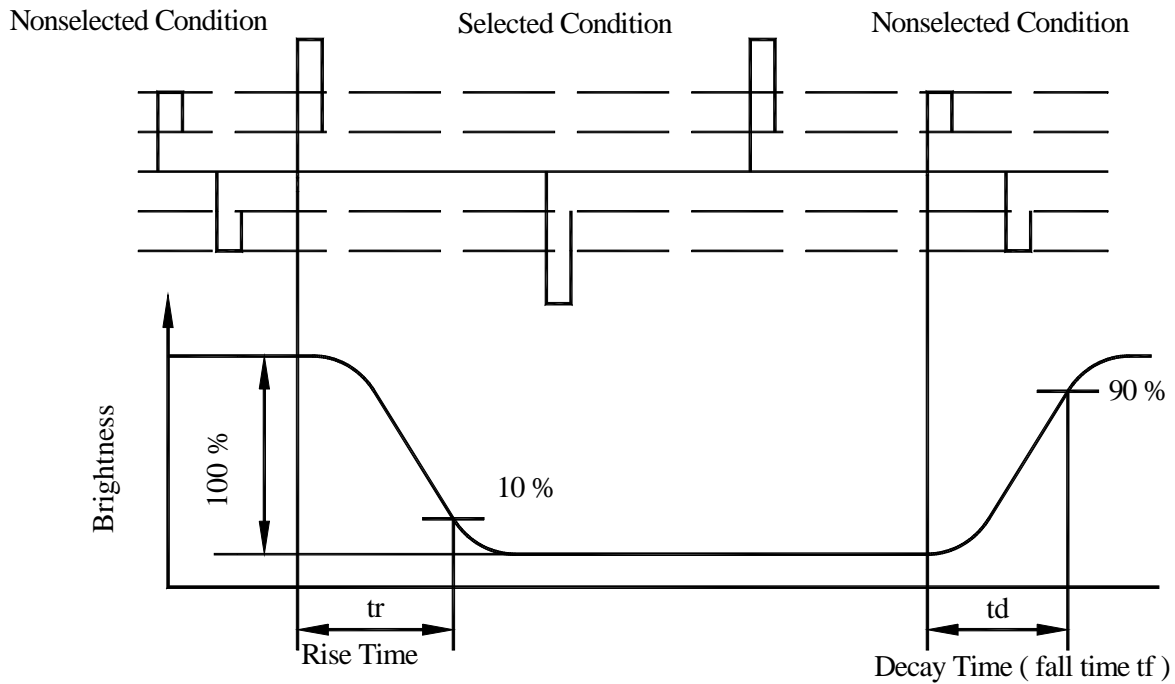 Nonselected Condition
Selected Condition
Nonselected Condition
Brightness
100 %
10 %
90 %
tr
Rise Time
td
Decay Time ( fall time tf )